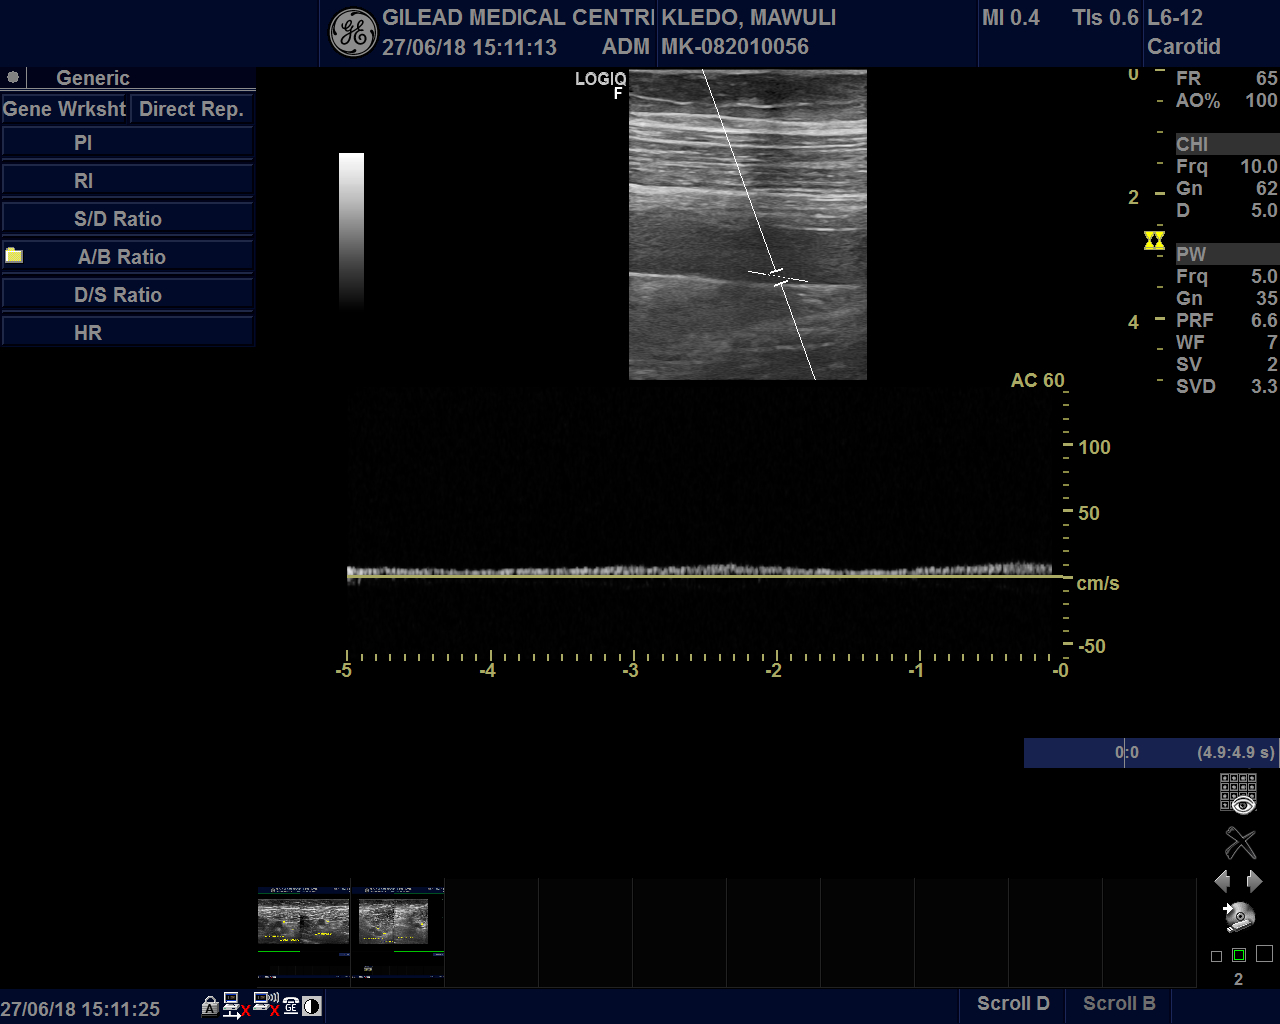 GILEAD MEDICAL CENTRI
KLEDO, MAWULI
MI 0.4
TIs 0.6
L6-12
27/06/18 15:11:13
ADM
MK-082010056
Carotid
Generic
Gene Wrksht
Direct Rep.
PI
RI
S/D Ratio
A/B Ratio
D/S Ratio
HR
LOGIQ
F
0
2
4
FR 65
AO% 100
CHI
Frq 10.0
Gn 62
D 5.0
PW
Frq 5.0
Gn 35
PRF 6.6
WF 7
SV 2
SVD 3.3
AC 60
100
50
cm/s
-50
-5 -4 -3 -2 -1 -0
0:0 (4.9:4.9 s)
2
27/06/18 15:11:25
A
GE
Scroll D
Scroll B